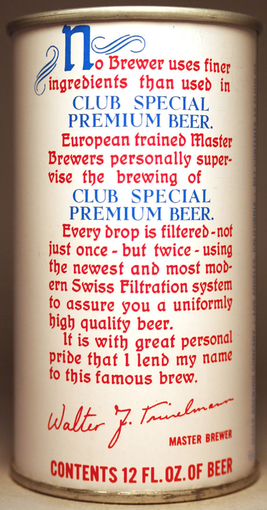 No Brewer uses finer
ingredients than used in
CLUB SPECIAL
PREMIUM BEER.
European trained Master
Brewers personally super-
vise the brewing of
CLUB SPECIAL
PREMIUM BEER.
Every drop is filtered-not
just once - but twice - using
the newest and most mod-
ern Swiss Filtration system
to assure you a uniformly
high quality beer.
It is with great personal
pride that I lend my name
to this famous brew.
Walter J.
MASTER BREWER
CONTENTS 12 FL. OZ. OF BEER